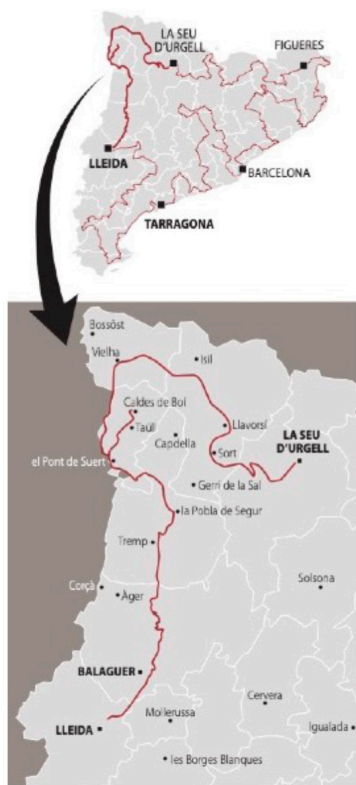 LA SEU
D'URGELL
FIGUERES
LLEIDA
BARCELONA
TARRAGONA
Bossòst
Vielha
Isil
Caldes de Boí
Taüll
Llavorsí
Capdella
LA SEU
D'URGELL
Sort
el Pont de Suert
Gerri de la Sal
la Pobla de Segur
Tremp
Corçà
Àger
Solsona
BALAGUER
Cervera
Mollerussa
LLEIDA
Igualada
les Borges Blanques